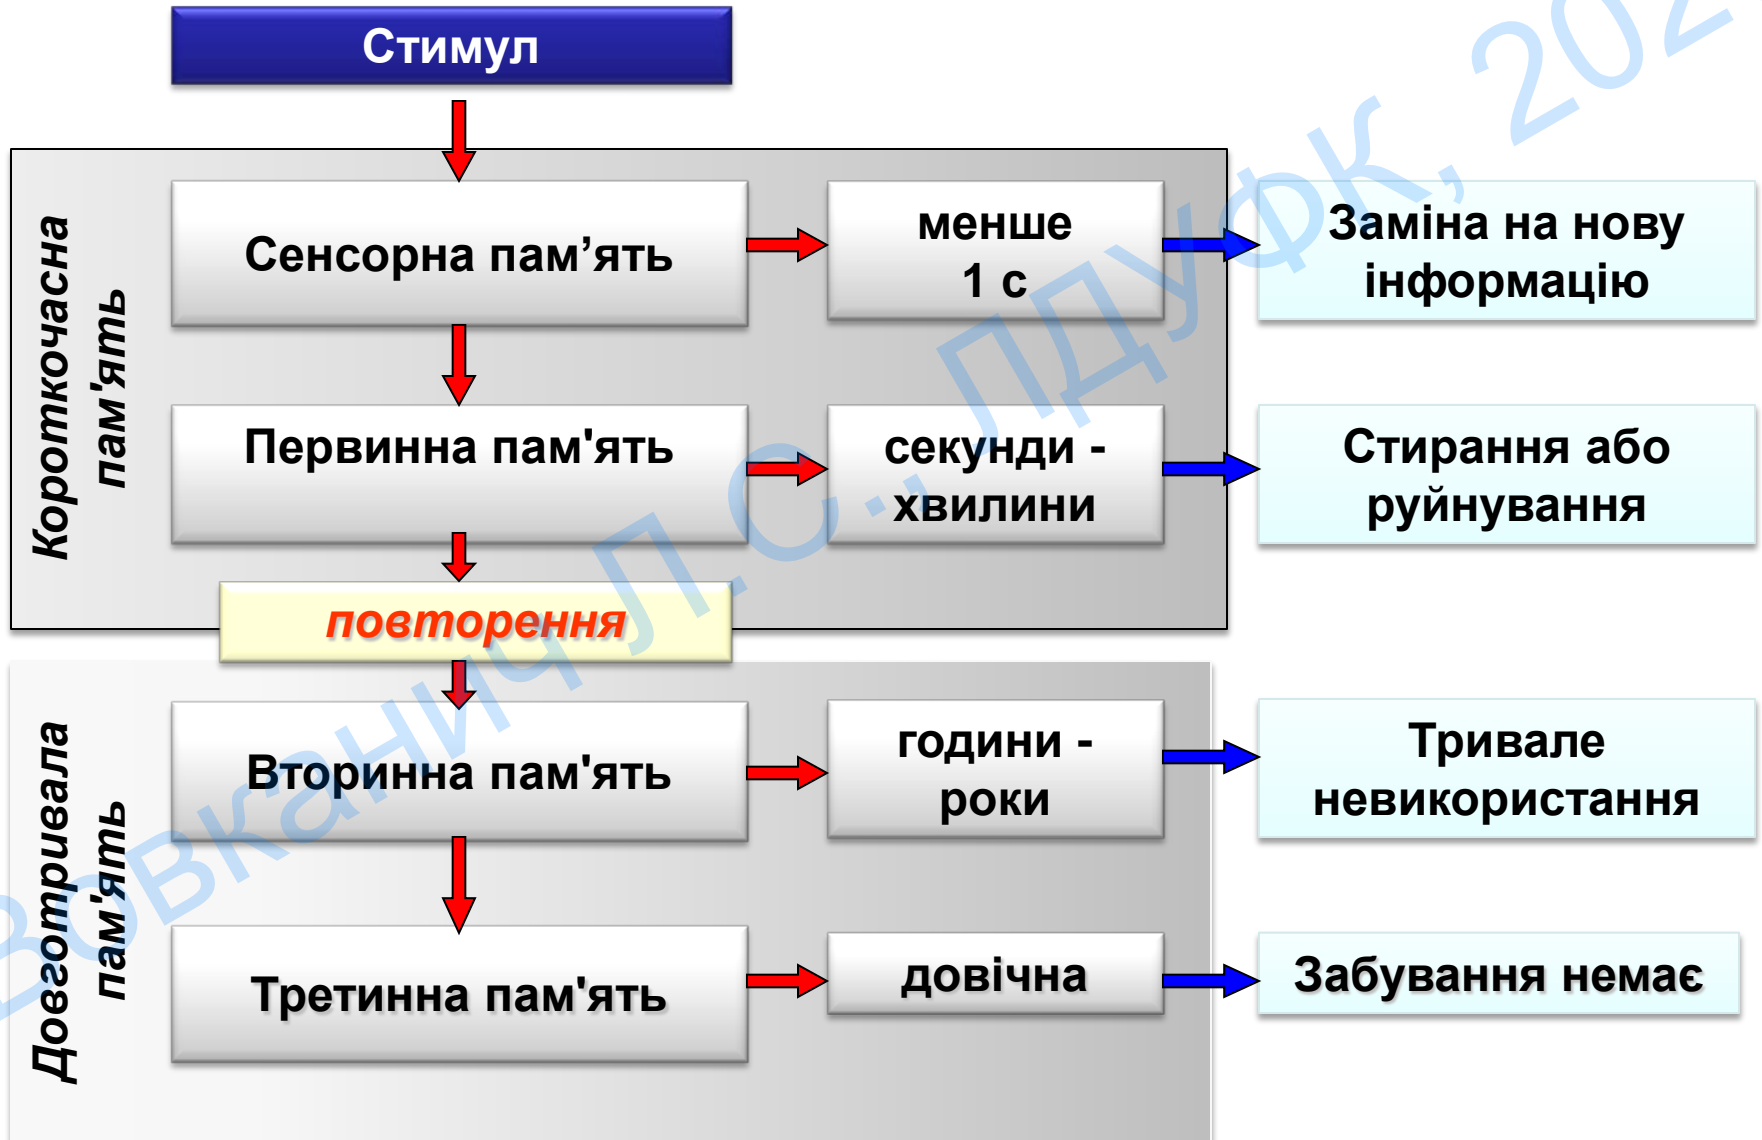 Стимул
Короткочасна
пам'ять
Сенсорна пам’ять
менше
1 с
Заміна на нову
інформацію
Первинна пам'ять
секунди -
хвилини
Стирання або
руйнування
повторення
Довготривала
пам'ять
Вторинна пам'ять
години -
роки
Тривале
невикористання
Третинна пам'ять
довічна
Забування немає
Вовканич Л.С., ЛДУФК, 202